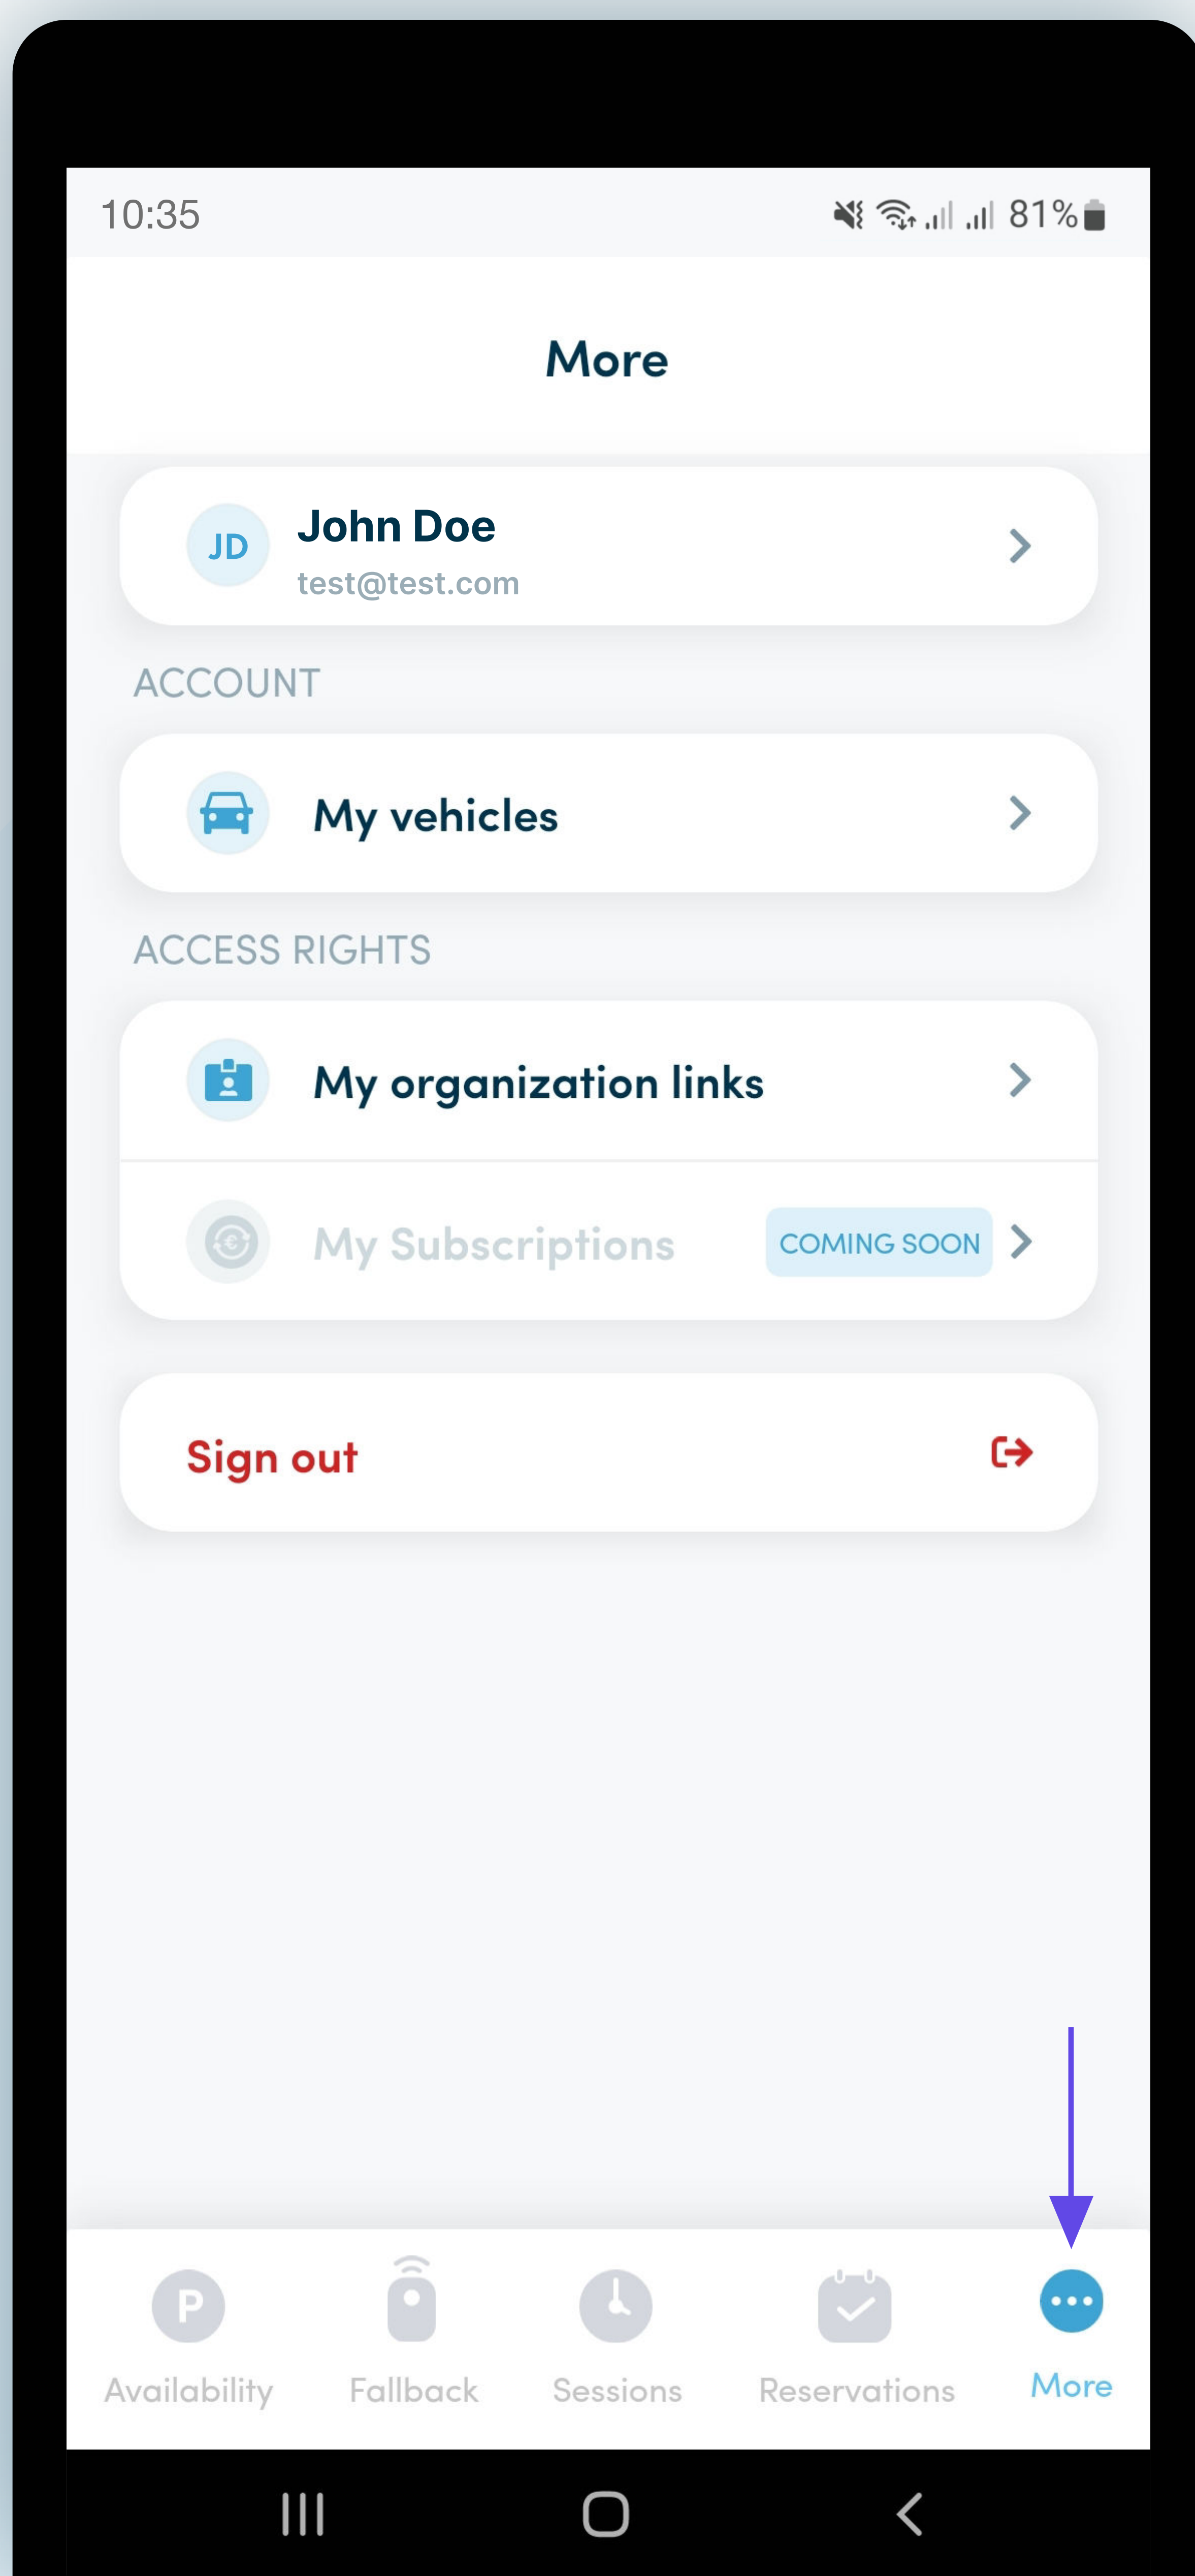 10:35
81%
More
JD
John Doe
test@test.com
ACCOUNT
My vehicles
ACCESS RIGHTS
My organization links
My Subscriptions
COMING SOON
Sign out
P
Availability
Fallback
Sessions
Reservations
More